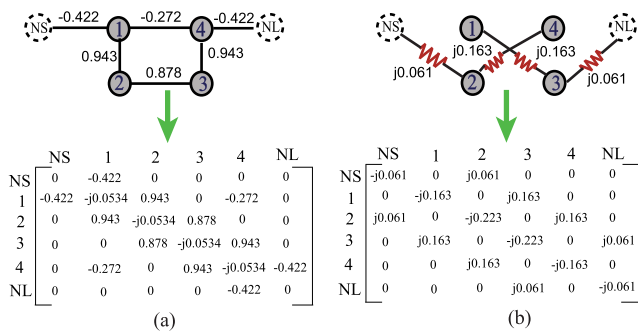 NS -0.422 1 -0.272 4 -0.422 NL
0.943 0.943
2 0.878 3
NS 1 2 3 4 NL
NS 0 -0.422 0 0 0 0
1 -0.422 -j0.0534 0.943 0 -0.272 0
2 0 0.943 -j0.0534 0.878 0 0
3 0 0 0.878 -j0.0534 0.943 0
4 0 -0.272 0 0.943 -j0.0534 -0.422
NL 0 0 0 0 -0.422 0
(a)
NS 1 4 NL
j0.163 j0.163
j0.061 2 3 j0.061
NS 1 2 3 4 NL
NS -j0.061 0 j0.061 0 0 0
1 0 -j0.163 0 j0.163 0 0
2 j0.061 0 -j0.223 0 j0.163 0
3 0 j0.163 0 -j0.223 0 j0.061
4 0 0 j0.163 0 -j0.163 0
NL 0 0 0 j0.061 0 -j0.061
(b)